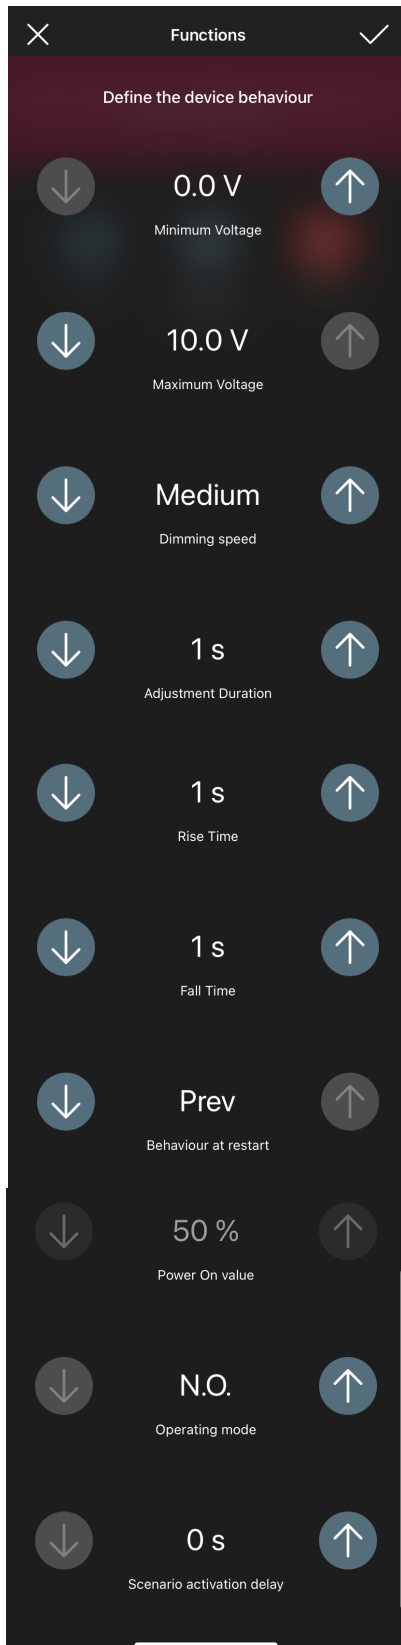 Functions
Define the device behaviour
0.0 V
Minimum Voltage
10.0 V
Maximum Voltage
Medium
Dimming speed
1 s
Adjustment Duration
1 s
Rise Time
1 s
Fall Time
Prev
Behaviour at restart
50 %
Power On value
N.O.
Operating mode
0 s
Scenario activation delay